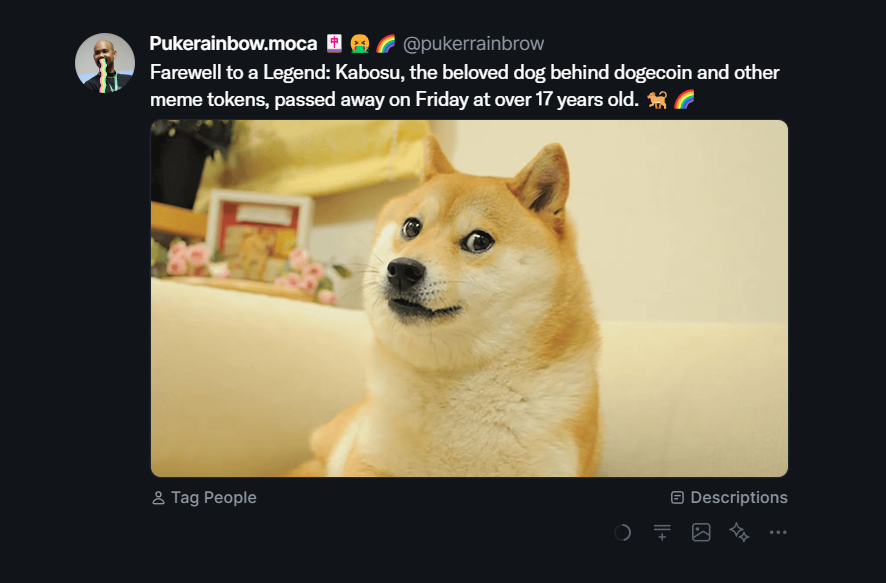 Pukerainbow.moca 🀄 🤮 🌈 @pukerrainbrow
Farewell to a Legend: Kabosu, the beloved dog behind dogecoin and other
meme tokens, passed away on Friday at over 17 years old. 🐕 🌈
Tag People
Descriptions